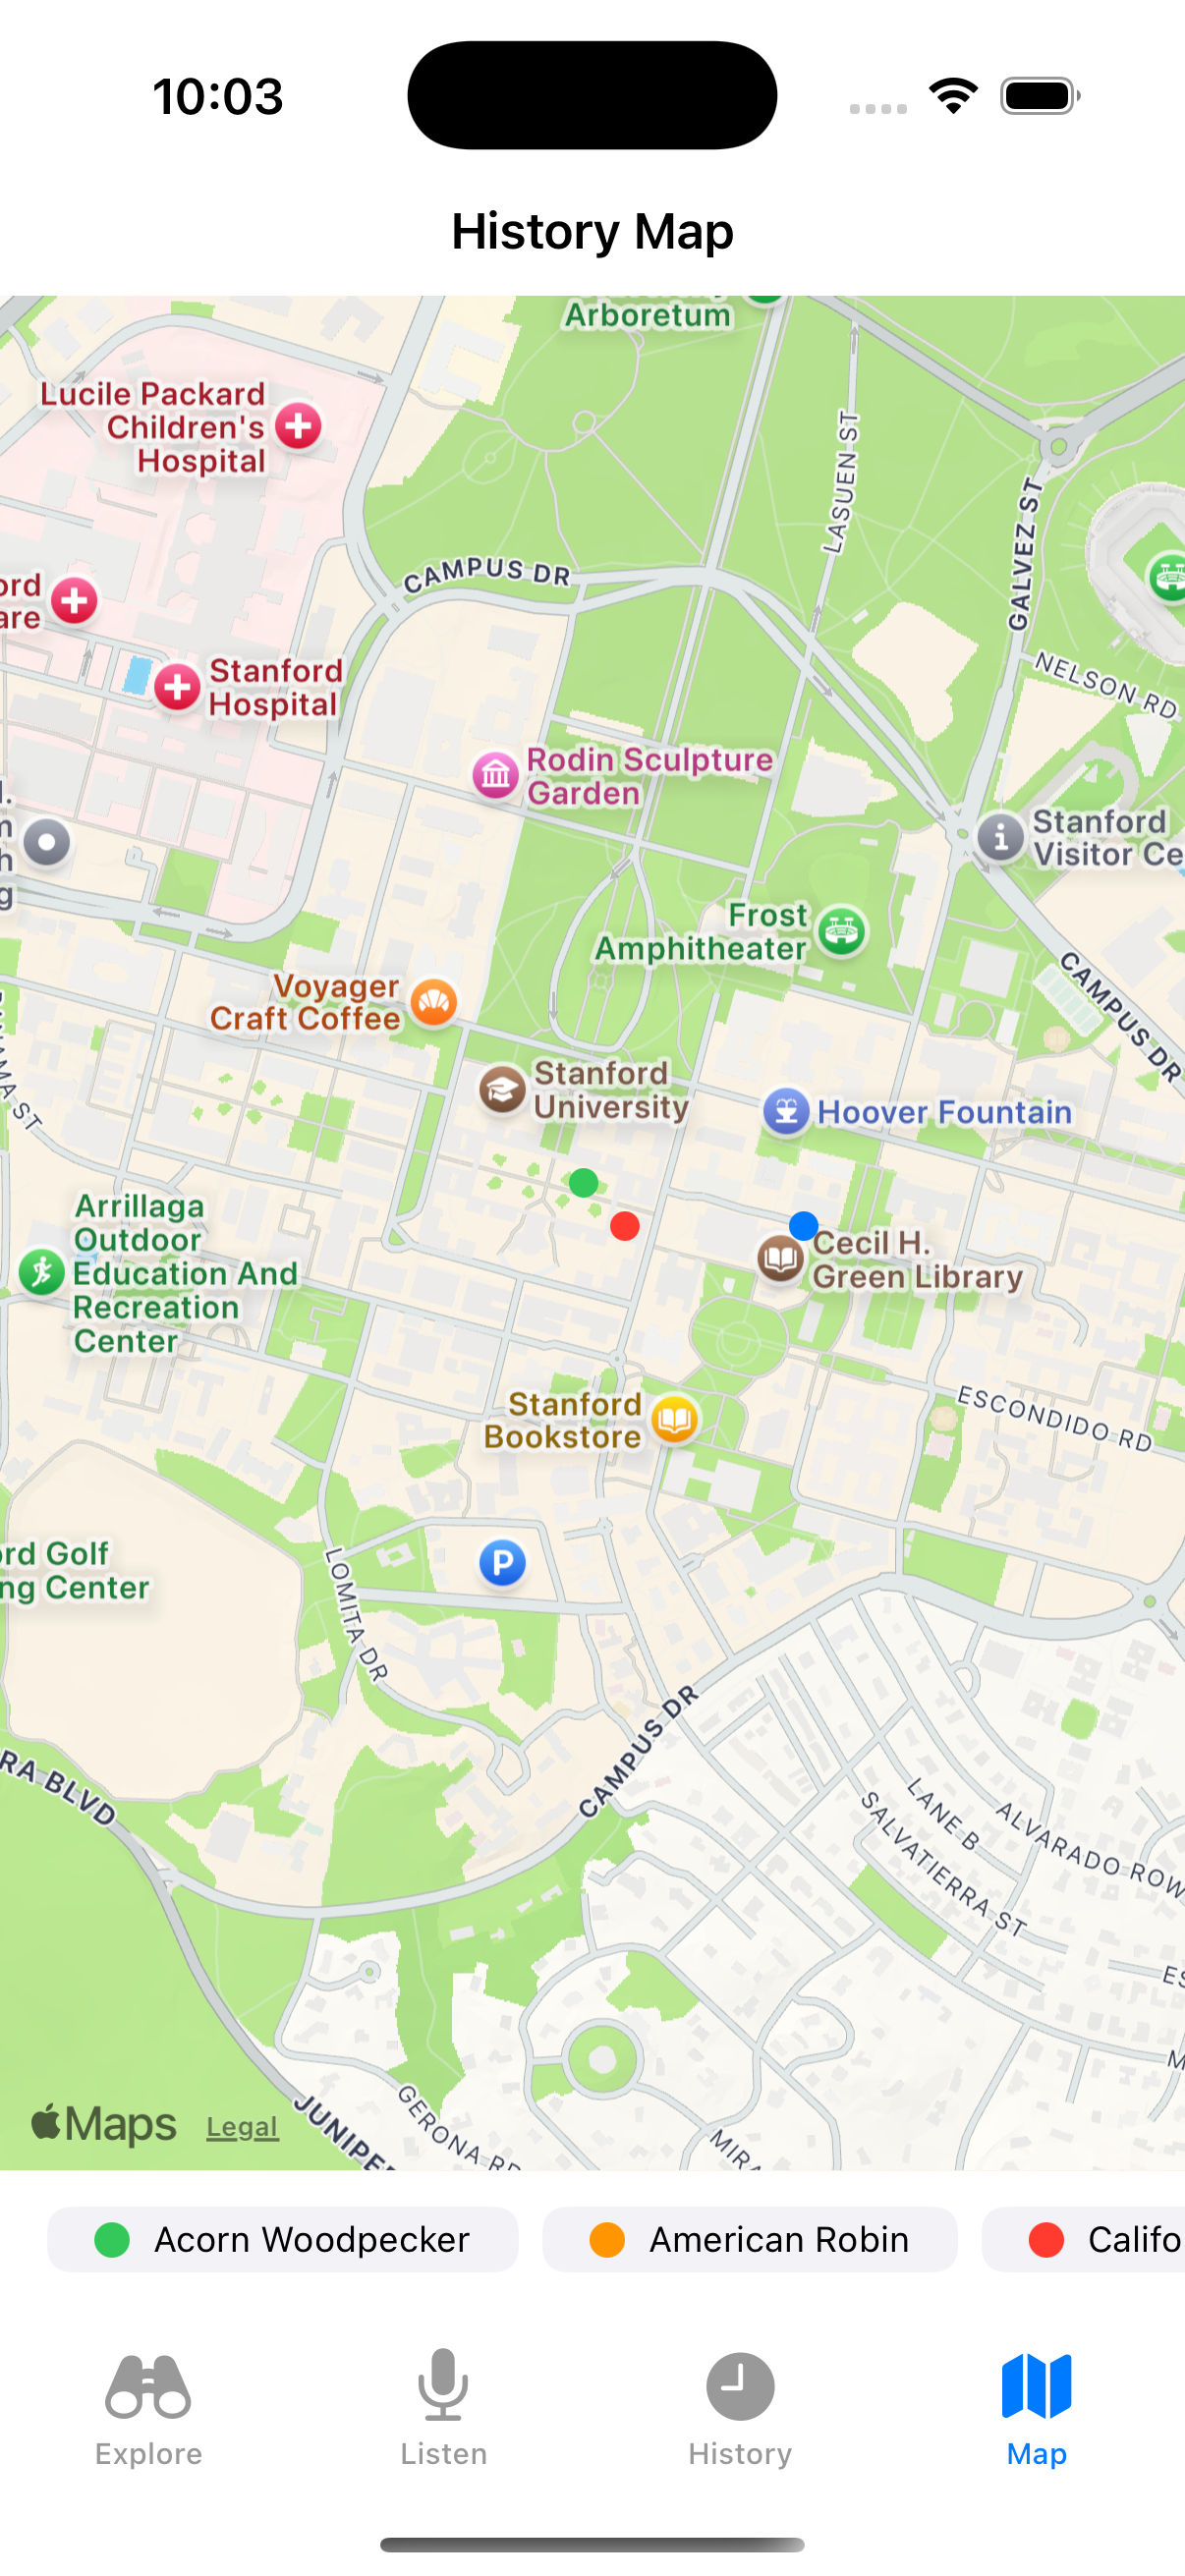 10:03
History Map
Arboretum
Lucile Packard
Children's
Hospital
LASUEN ST
GALVEZ ST
CAMPUS DR
NELSON RD
Stanford
Hospital
Rodin Sculpture
Garden
Stanford
Visitor Ce
Frost
Amphitheater
CAMPUS DR
Voyager
Craft Coffee
Stanford
University
Hoover Fountain
Arrillaga
Outdoor
Education And
Recreation
Center
Cecil H.
Green Library
Stanford
Bookstore
ESCONDIDO RD
P
rd Golf
ng Center
LOMITA DR
CAMPUS DR
RA BLVD
LANE B
SALVATIERRA ST
ALVARADO ROW
GERONA RD
JUNIPE
MIRA
Maps
Legal
Acorn Woodpecker
American Robin
Califo
Explore
Listen
History
Map